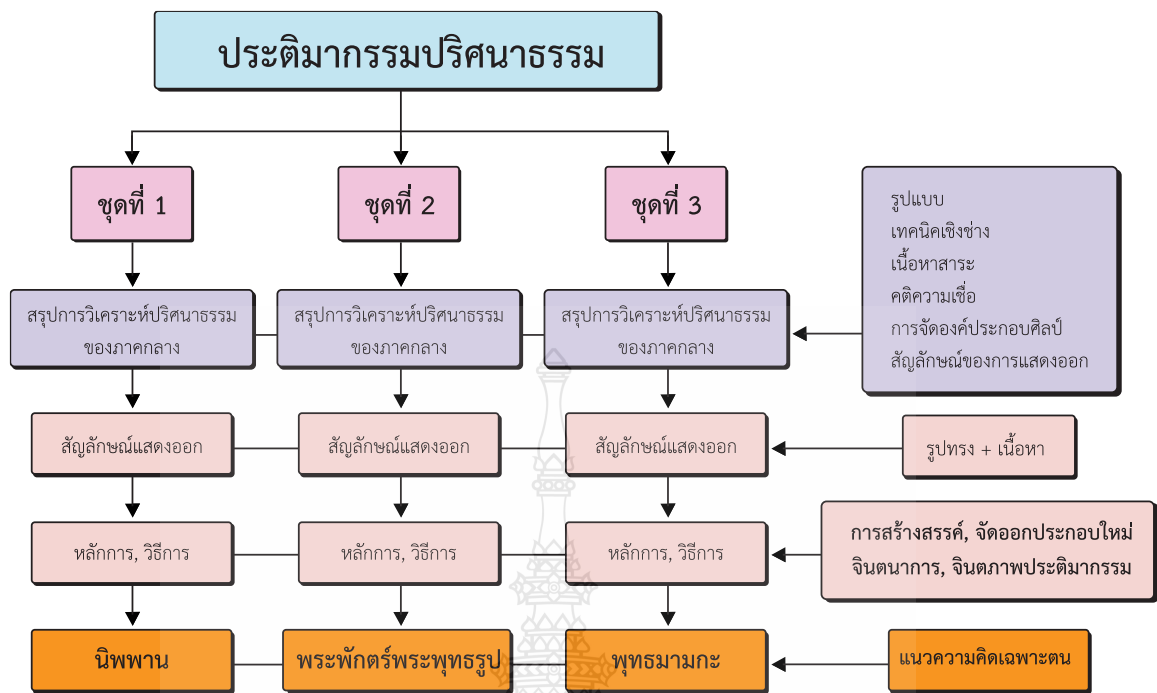 ประติมากรรมปริศนาธรรม
ชุดที่ 1
ชุดที่ 2
ชุดที่ 3
รูปแบบ
เทคนิคเชิงช่าง
เนื้อหาสาระ
คติความเชื่อ
การจัดองค์ประกอบศิลป์
สัญลักษณ์ของการแสดงออก
สรุปการวิเคราะห์ปริศนาธรรม
ของภาคกลาง
สรุปการวิเคราะห์ปริศนาธรรม
ของภาคกลาง
สรุปการวิเคราะห์ปริศนาธรรม
ของภาคกลาง
สัญลักษณ์แสดงออก
สัญลักษณ์แสดงออก
สัญลักษณ์แสดงออก
รูปทรง + เนื้อหา
หลักการ, วิธีการ
หลักการ, วิธีการ
หลักการ, วิธีการ
การสร้างสรรค์, จัดออกประกอบใหม่
จินตนาการ, จินตภาพประติมากรรม
นิพพาน
พระพักตร์พระพุทธรูป
พุทธมามกะ
แนวความคิดเฉพาะตน